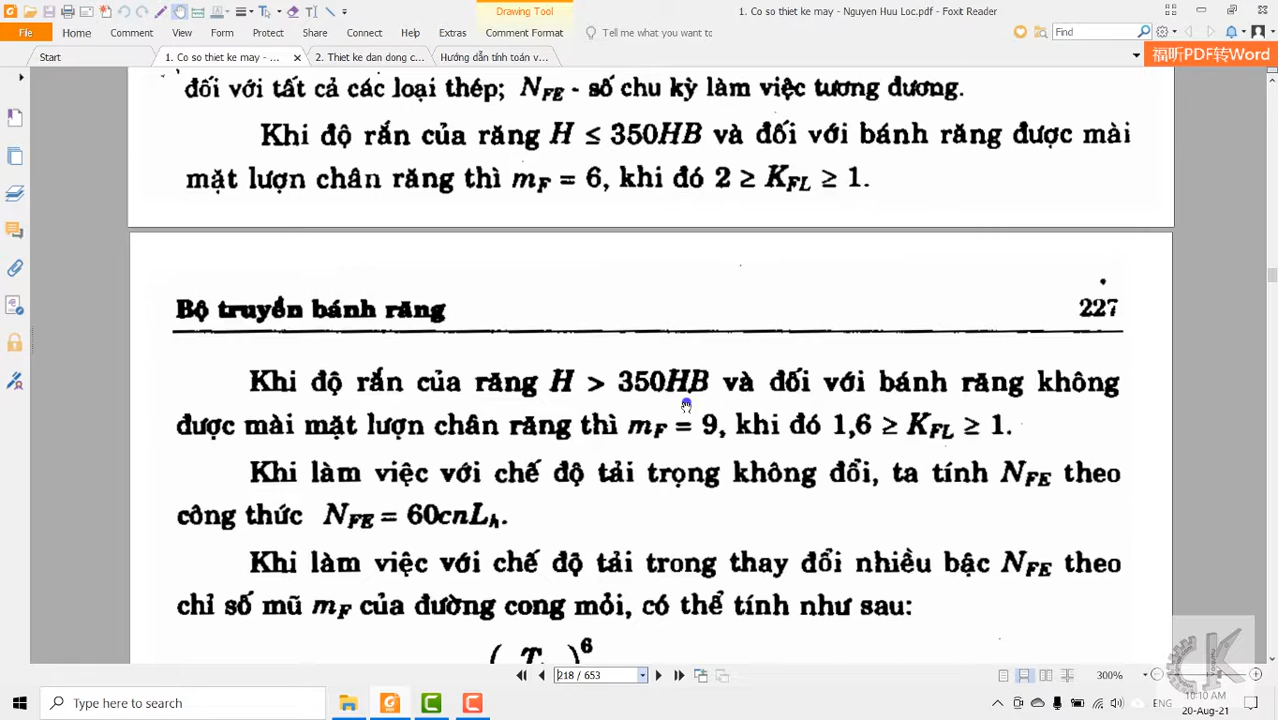 1. Co so thiet ke may - Nguyen Huu Loc.pdf - Foxit Reader
Drawing Tool
File Home Comment View Form Protect Share Connect Help Extras Comment Format Tell me what you want to do Find
Start 1. Co so thiet ke may - ... 2. Thiet ke dan dong c... Hướng dẫn tính toán v...
福昕PDF转Word
đối với tất cả các loại thép; N_FE - số chu kỳ làm việc tương đương.
Khi độ rắn của răng H ≤ 350HB và đối với bánh răng được mài
mặt lượn chân răng thì m_F = 6, khi đó 2 ≥ K_FL ≥ 1.
Bộ truyền bánh răng 227
Khi độ rắn của răng H > 350HB và đối với bánh răng không
được mài mặt lượn chân răng thì m_F = 9, khi đó 1,6 ≥ K_FL ≥ 1.
Khi làm việc với chế độ tải trọng không đổi, ta tính N_FE theo
công thức N_FE = 60cnL_h.
Khi làm việc với chế độ tải trong thay đổi nhiều bậc N_FE theo
chỉ số mũ m_F của đường cong mỏi, có thể tính như sau:
218 / 653
300%
CK
Type here to search
ENG
10:10 AM
20-Aug-21